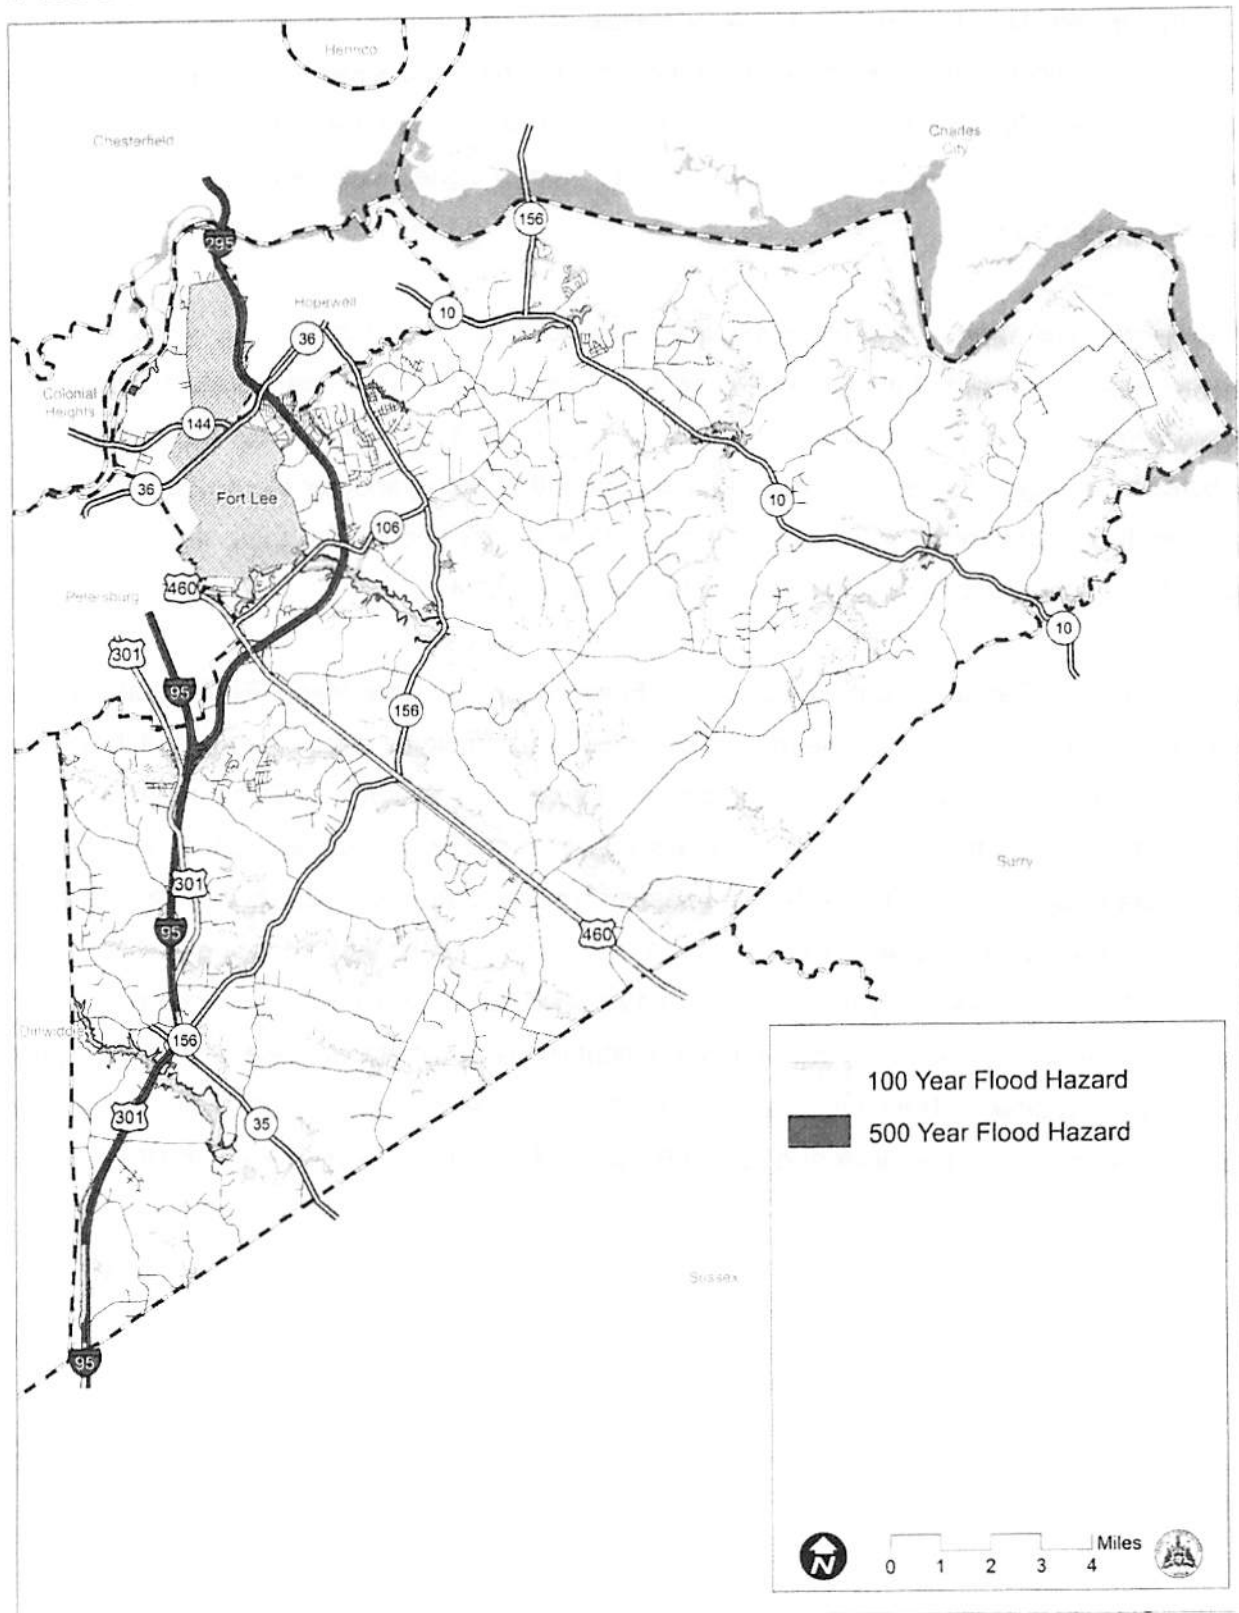 Henrico
Chesterfield
Charles
City
156
295
Hopewell
10
36
Colonial
Heights
144
36
Fort Lee
106
10
460
Petersburg
301
95
10
156
301
Surry
95
460
Dinwiddie
156
301
35
100 Year Flood Hazard
500 Year Flood Hazard
Sussex
95
N
Miles
0 1 2 3 4